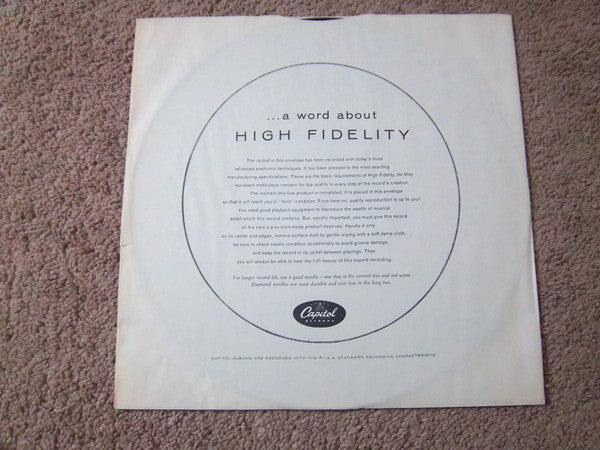 ...a word about
HIGH FIDELITY
The record in this envelope has been recorded with today's most
advanced electronic techniques. It has been pressed to the most exacting
manufacturing specifications. These are the basic requirements of High Fidelity, for they
represent meticulous concern for top quality in every step of the record's creation.
The moment this fine product is completed, it is placed in this envelope
so that it will reach you in "mint" condition. From here on, quality reproduction is up to you!
You need good playback equipment to reproduce the wealth of musical
detail which this record contains. But, equally important, you must give this record
all the care a precision-made product deserves. Handle it only
by its center and edges, remove surface dust by gently wiping with a soft damp cloth,
be sure to check needle condition occasionally to avoid groove damage,
and keep the record in its jacket between playings. Then
you will always be able to hear the rich beauty of this superb recording.
For longer record life, use a good needle — one that is the correct size and not worn.
Diamond needles are most durable and cost less in the long run.
Capitol
RECORDS
CAPITOL ALBUMS ARE RECORDED WITH THE R.I.A.A. STANDARD RECORDING CHARACTERISTIC